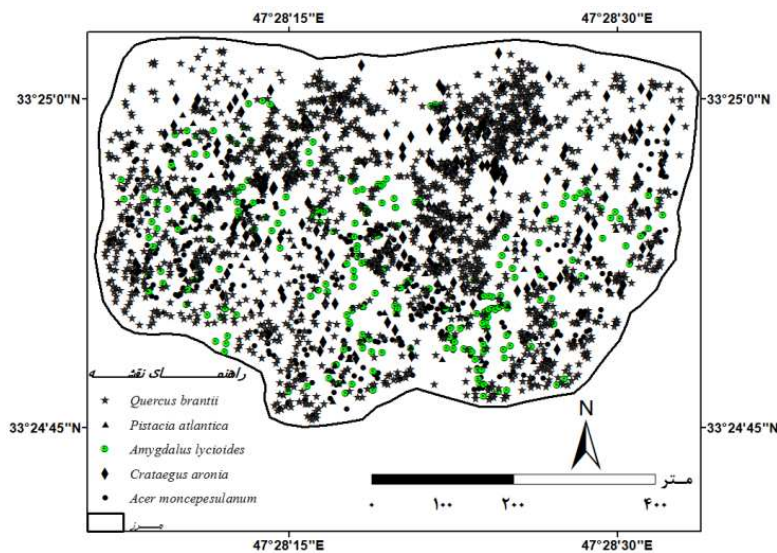 47°28'15"E 47°28'30"E
33°25'0"N 33°25'0"N
راهنمای نقشه
Quercus brantii
Pistacia atlantica
Amygdalus lycioides
Crataegus aronia
Acer moncepesulanum
مرز
33°24'45"N 33°24'45"N
N
متر
۰ ۱۰۰ ۲۰۰ ۴۰۰
47°28'15"E 47°28'30"E